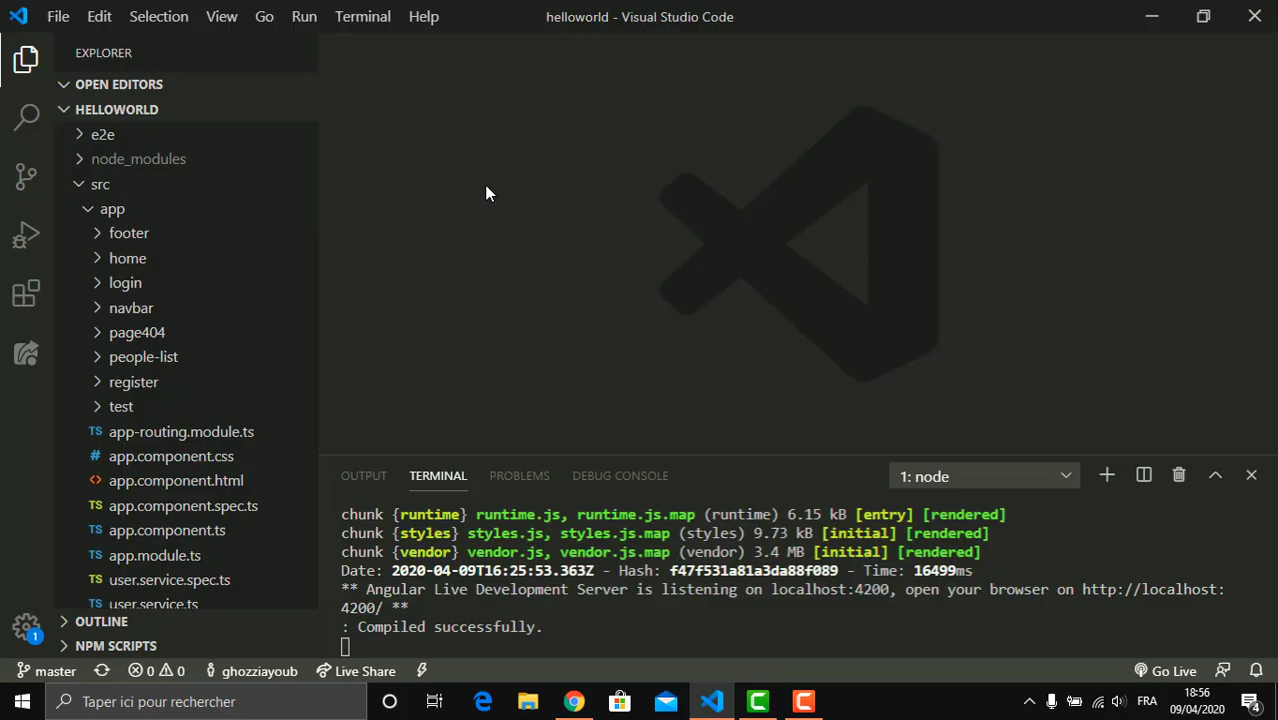 File Edit Selection View Go Run Terminal Help helloworld - Visual Studio Code
EXPLORER
OPEN EDITORS
HELLOWORLD
e2e
node_modules
src
app
footer
home
login
navbar
page404
people-list
register
test
app-routing.module.ts
app.component.css
app.component.html
app.component.spec.ts
app.component.ts
app.module.ts
user.service.spec.ts
user.service.ts
OUTLINE
NPM SCRIPTS
OUTPUT TERMINAL PROBLEMS DEBUG CONSOLE 1: node
chunk {runtime} runtime.js, runtime.js.map (runtime) 6.15 kB [entry] [rendered]
chunk {styles} styles.js, styles.js.map (styles) 9.73 kB [initial] [rendered]
chunk {vendor} vendor.js, vendor.js.map (vendor) 3.4 MB [initial] [rendered]
Date: 2020-04-09T16:25:53.363Z - Hash: f47f531a81a3da88f089 - Time: 16499ms
** Angular Live Development Server is listening on localhost:4200, open your browser on http://localhost:
4200/ **
: Compiled successfully.
1
master 0 0 ghozziayoub Live Share Go Live
Taper ici pour rechercher FRA 18:56
09/04/2020 4